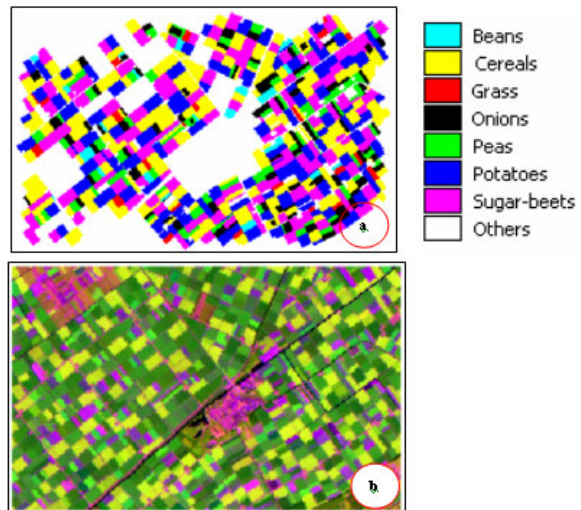 Beans
Cereals
Grass
Onions
Peas
Potatoes
Sugar-beets
Others
a
b